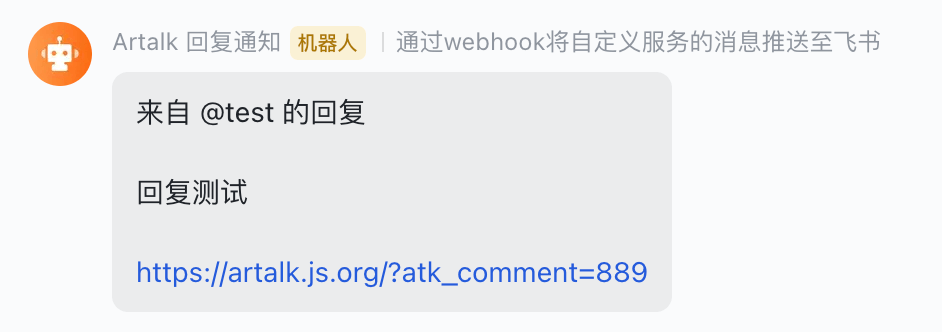 Artalk 回复通知 机器人 | 通过webhook将自定义服务的消息推送至飞书
来自 @test 的回复
回复测试
https://artalk.js.org/?atk_comment=889